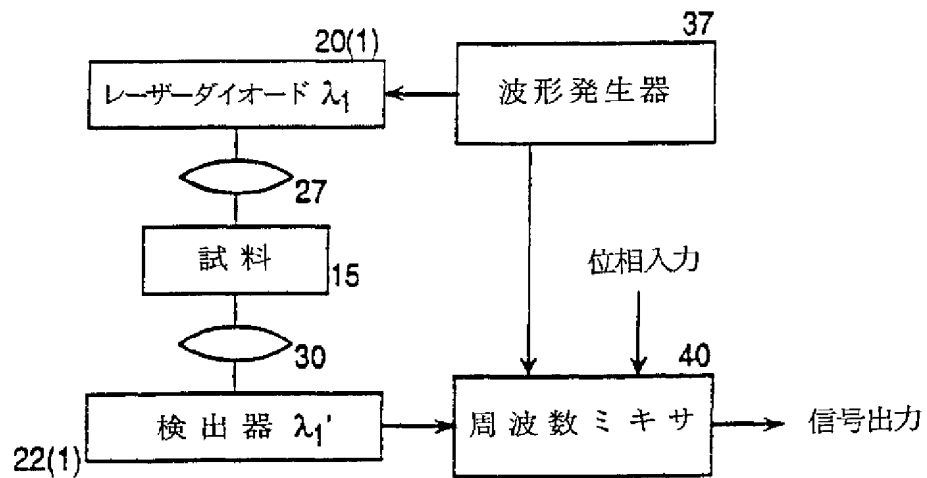 20(1)
レーザーダイオード λ1
37
波形発生器
27
試料
15
位相入力
30
40
検出器 λ1'
22(1)
周波数ミキサ
信号出力